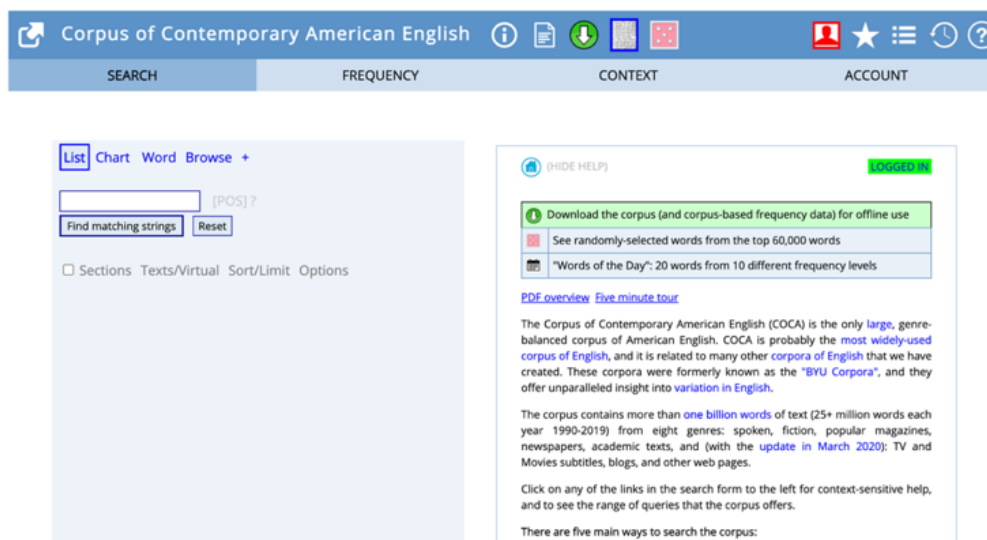 Corpus of Contemporary American English
SEARCH FREQUENCY CONTEXT ACCOUNT
List Chart Word Browse +
[POS] ?
Find matching strings Reset
Sections Texts/Virtual Sort/Limit Options
(HIDE HELP) LOGGED IN
Download the corpus (and corpus-based frequency data) for offline use
See randomly-selected words from the top 60,000 words
"Words of the Day": 20 words from 10 different frequency levels
PDF overview Five minute tour
The Corpus of Contemporary American English (COCA) is the only large, genre-
balanced corpus of American English. COCA is probably the most widely-used
corpus of English, and it is related to many other corpora of English that we have
created. These corpora were formerly known as the "BYU Corpora", and they
offer unparalleled insight into variation in English.
The corpus contains more than one billion words of text (25+ million words each
year 1990-2019) from eight genres: spoken, fiction, popular magazines,
newspapers, academic texts, and (with the update in March 2020): TV and
Movies subtitles, blogs, and other web pages.
Click on any of the links in the search form to the left for context-sensitive help,
and to see the range of queries that the corpus offers.
There are five main ways to search the corpus: